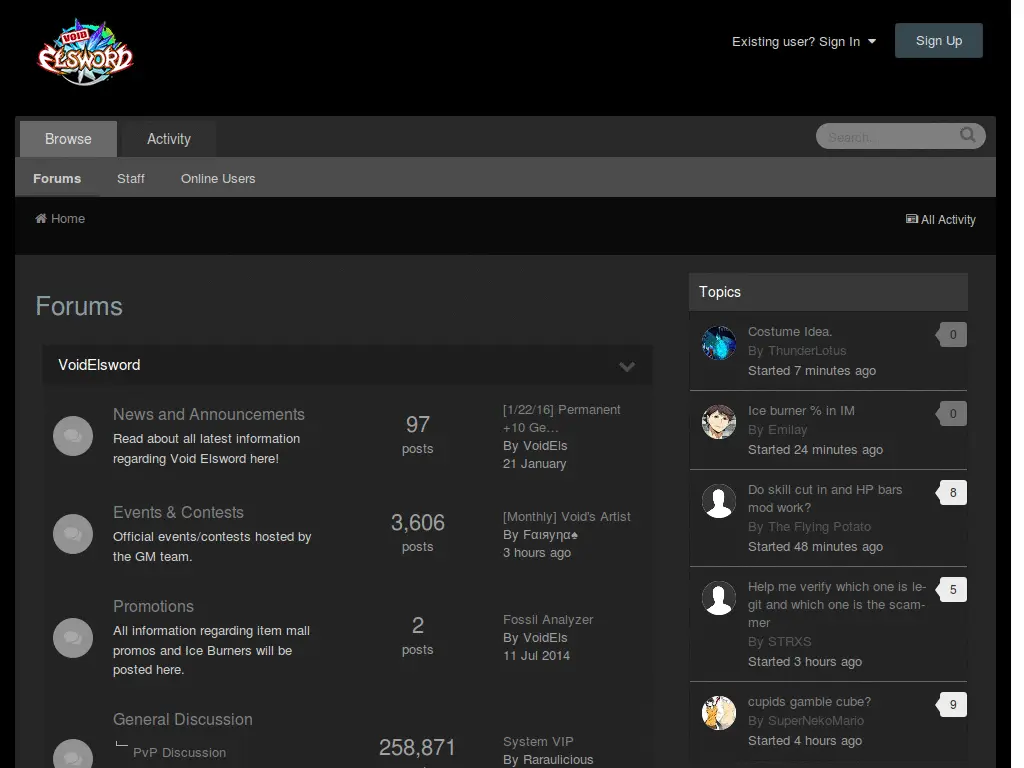 VOID
ELSWORD
Existing user? Sign In
Sign Up
Browse
Activity
Search...
Forums
Staff
Online Users
Home
All Activity
Forums
VoidElsword
News and Announcements
Read about all latest information
regarding Void Elsword here!
97
posts
[1/22/16] Permanent
+10 Ge...
By VoidEls
21 January
Events & Contests
Official events/contests hosted by
the GM team.
3,606
posts
[Monthly] Void's Artist
By Fαιяуηα♠
3 hours ago
Promotions
All information regarding item mall
promos and Ice Burners will be
posted here.
2
posts
Fossil Analyzer
By VoidEls
11 Jul 2014
General Discussion
PvP Discussion
258,871
System VIP
By Raraulicious
Topics
Costume Idea.
By ThunderLotus
Started 7 minutes ago
0
Ice burner % in IM
By Emilay
Started 24 minutes ago
0
Do skill cut in and HP bars
mod work?
By The Flying Potato
Started 48 minutes ago
8
Help me verify which one is le-
git and which one is the scam-
mer
By STRXS
Started 3 hours ago
5
cupids gamble cube?
By SuperNekoMario
Started 4 hours ago
9